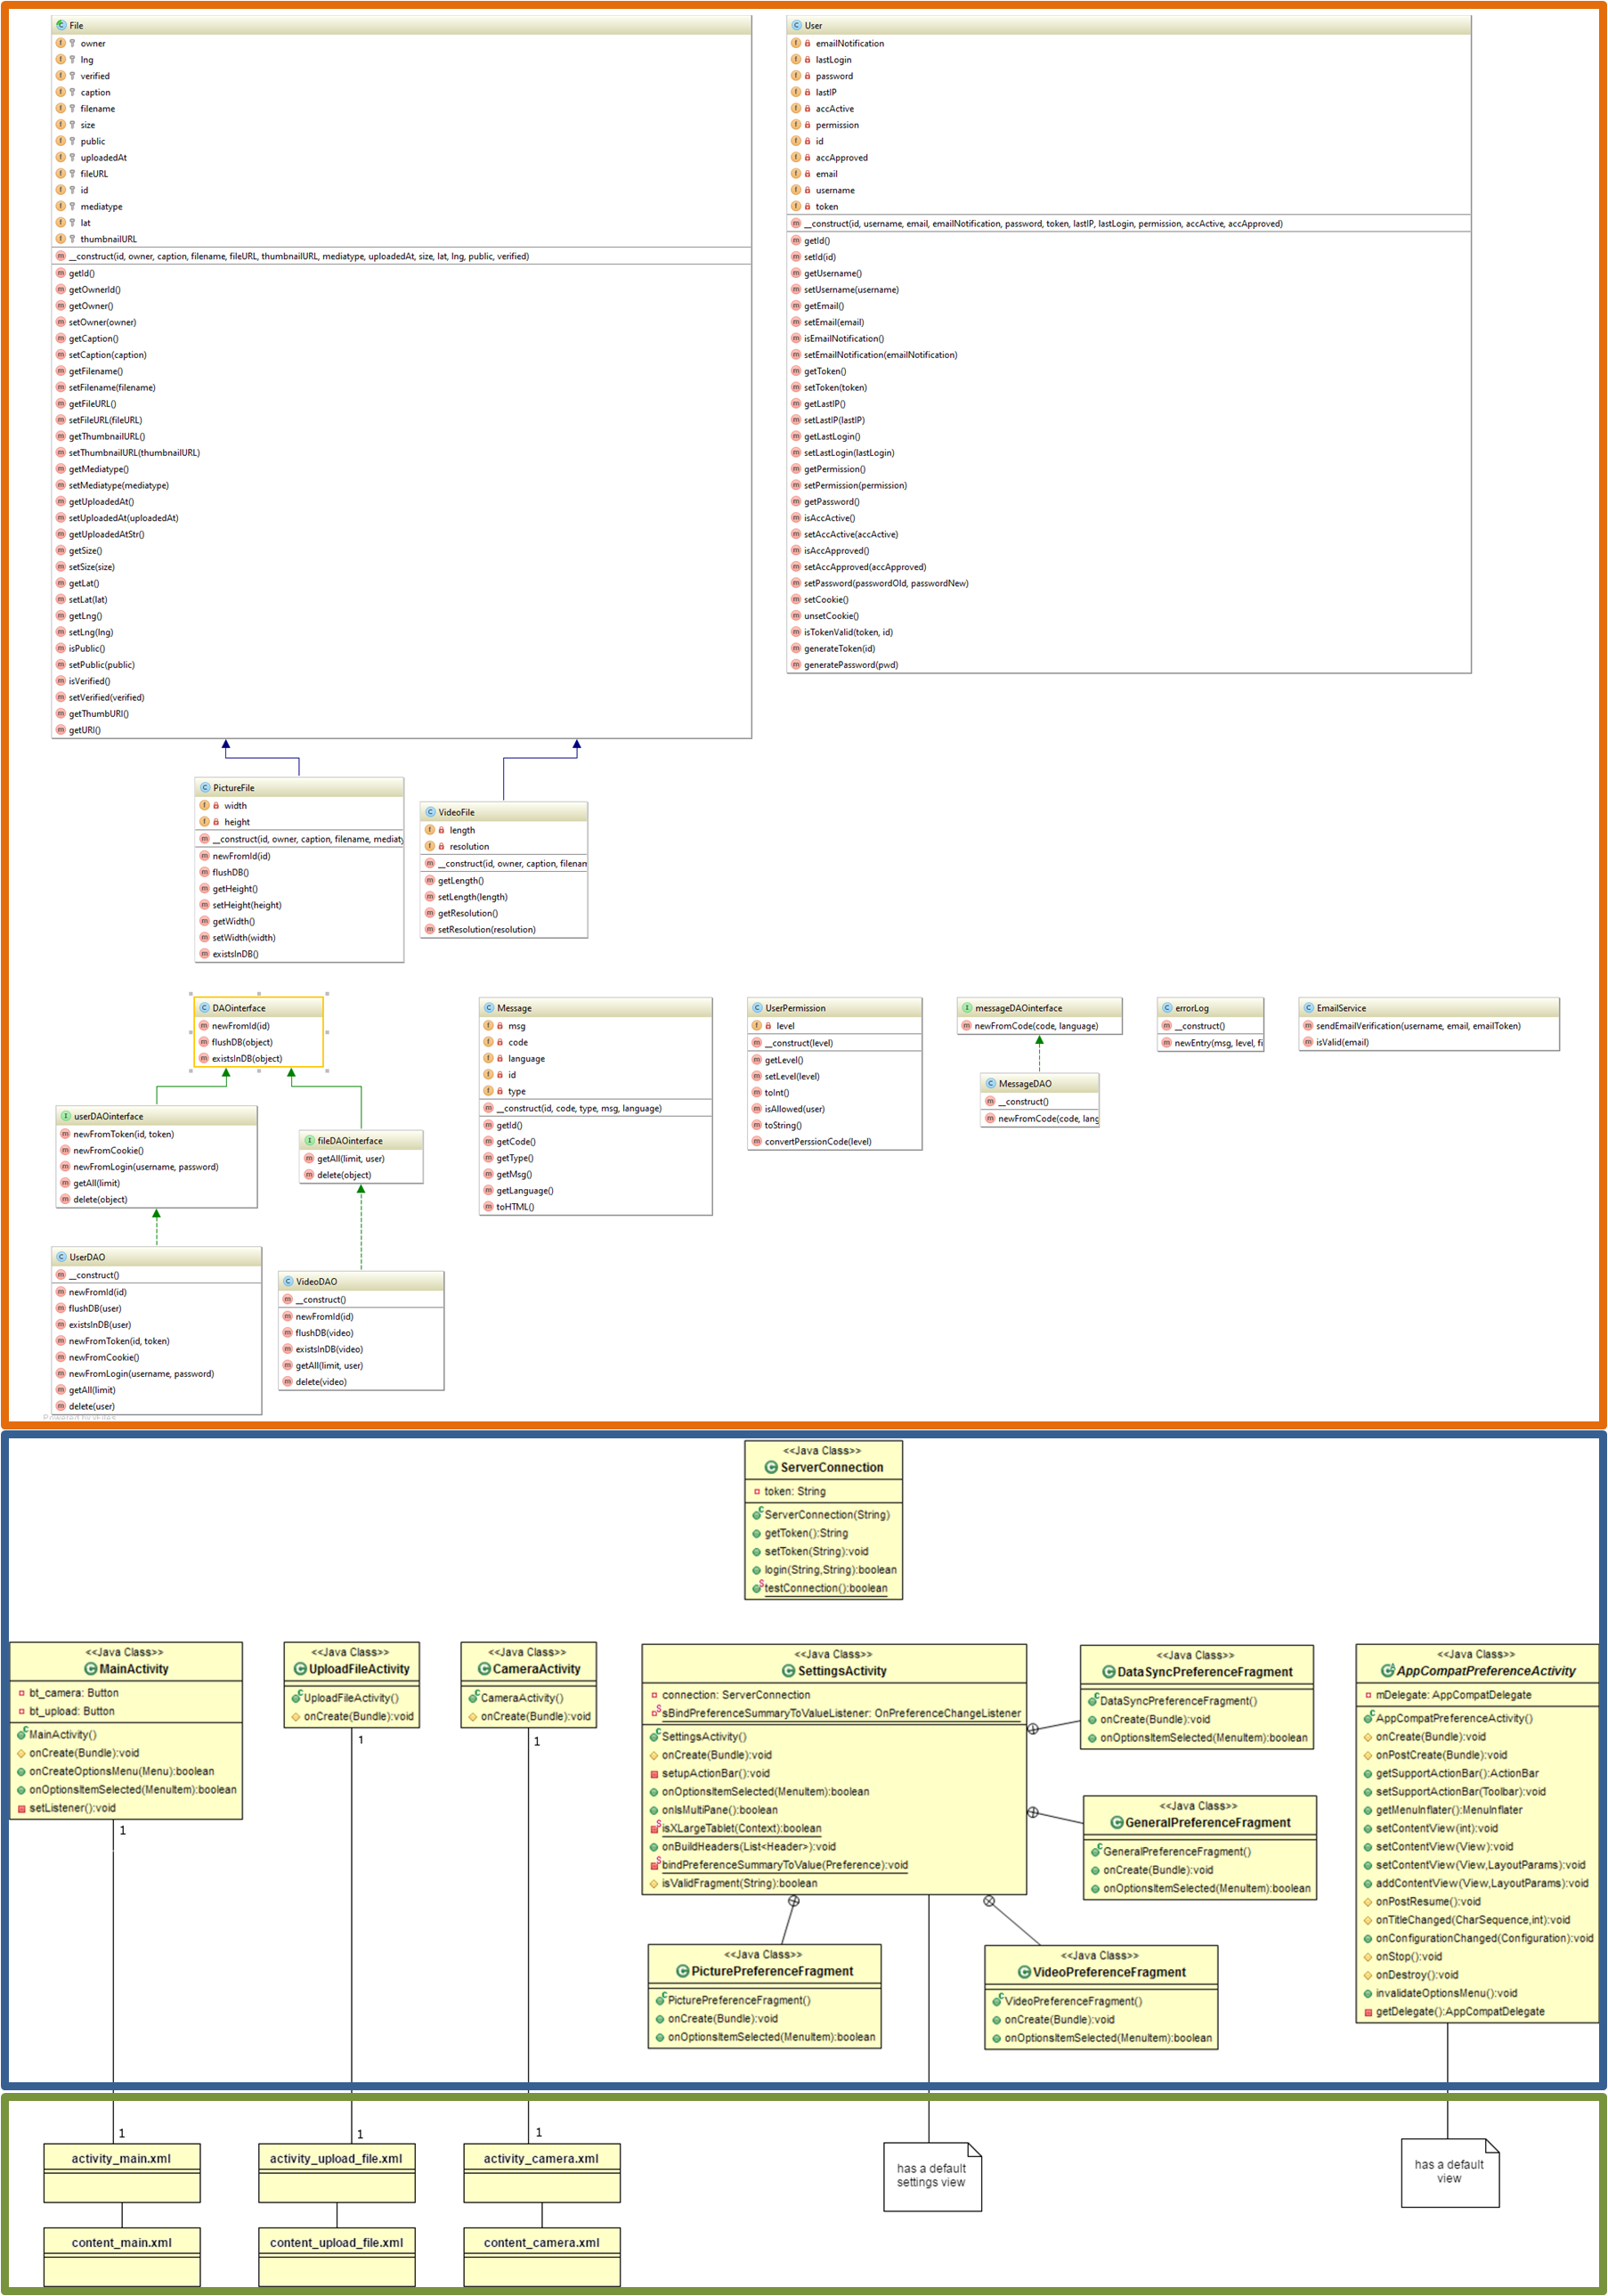 File
owner
lng
verified
caption
filename
size
public
uploadedAt
fileURL
id
mediatype
lat
thumbnailURL
__construct(id, owner, caption, filename, fileURL, thumbnailURL, mediatype, uploadedAt, size, lat, lng, public, verified)
getId()
getOwnerId()
getOwner()
setOwner(owner)
getCaption()
setCaption(caption)
getFilename()
setFilename(filename)
getFileURL()
setFileURL(fileURL)
getThumbnailURL()
setThumbnailURL(thumbnailURL)
getMediatype()
setMediatype(mediatype)
getUploadedAt()
setUploadedAt(uploadedAt)
getUploadedAtStr()
getSize()
setSize(size)
getLat()
setLat(lat)
getLng()
setLng(lng)
isPublic()
setPublic(public)
isVerified()
setVerified(verified)
getThumbURI()
getURI()
User
emailNotification
lastLogin
password
lastIP
accActive
permission
id
accApproved
email
username
token
__construct(id, username, email, emailNotification, password, token, lastIP, lastLogin, permission, accActive, accApproved)
getId()
setId(id)
getUsername()
setUsername(username)
getEmail()
setEmail(email)
isEmailNotification()
setEmailNotification(emailNotification)
getToken()
setToken(token)
getLastIP()
setLastIP(lastIP)
getLastLogin()
setLastLogin(lastLogin)
getPermission()
setPermission(permission)
getPassword()
isAccActive()
setAccActive(accActive)
isAccApproved()
setAccApproved(accApproved)
setPassword(passwordOld, passwordNew)
setCookie()
unsetCookie()
isTokenValid(token, id)
generateToken(id)
generatePassword(pwd)
PictureFile
width
height
__construct(id, owner, caption, filename, mediaty
newFromId(id)
flushDB()
getHeight()
setHeight(height)
getWidth()
setWidth(width)
existsInDB()
VideoFile
length
resolution
__construct(id, owner, caption, filenam
getLength()
setLength(length)
getResolution()
setResolution(resolution)
DAOinterface
newFromId(id)
flushDB(object)
existsInDB(object)
userDAOinterface
newFromToken(id, token)
newFromCookie()
newFromLogin(username, password)
getAll(limit)
delete(object)
fileDAOinterface
getAll(limit, user)
delete(object)
UserDAO
__construct()
newFromId(id)
flushDB(user)
existsInDB(user)
newFromToken(id, token)
newFromCookie()
newFromLogin(username, password)
getAll(limit)
delete(user)
VideoDAO
__construct()
newFromId(id)
flushDB(video)
existsInDB(video)
getAll(limit, user)
delete(video)
Message
msg
code
language
id
type
__construct(id, code, type, msg, language)
getId()
getCode()
getType()
getMsg()
getLanguage()
toHTML()
UserPermission
level
__construct(level)
getLevel()
setLevel(level)
toInt()
isAllowed(user)
toString()
convertPerssionCode(level)
messageDAOinterface
newFromCode(code, language)
MessageDAO
__construct()
newFromCode(code, lang
errorLog
__construct()
newEntry(msg, level, fi
EmailService
sendEmailVerification(username, email, emailToken)
isValid(email)
Powered by yFiles
<<Java Class>>
ServerConnection
token: String
ServerConnection(String)
getToken():String
setToken(String):void
login(String,String):boolean
testConnection():boolean
<<Java Class>>
MainActivity
bt_camera: Button
bt_upload: Button
MainActivity()
onCreate(Bundle):void
onCreateOptionsMenu(Menu):boolean
onOptionsItemSelected(MenuItem):boolean
setListener():void
1
<<Java Class>>
UploadFileActivity
UploadFileActivity()
onCreate(Bundle):void
1
<<Java Class>>
CameraActivity
CameraActivity()
onCreate(Bundle):void
1
<<Java Class>>
SettingsActivity
connection: ServerConnection
sBindPreferenceSummaryToValueListener: OnPreferenceChangeListener
SettingsActivity()
onCreate(Bundle):void
setupActionBar():void
onOptionsItemSelected(MenuItem):boolean
onIsMultiPane():boolean
isXLargeTablet(Context):boolean
onBuildHeaders(List<Header>):void
bindPreferenceSummaryToValue(Preference):void
isValidFragment(String):boolean
<<Java Class>>
DataSyncPreferenceFragment
DataSyncPreferenceFragment()
onCreate(Bundle):void
onOptionsItemSelected(MenuItem):boolean
<<Java Class>>
GeneralPreferenceFragment
GeneralPreferenceFragment()
onCreate(Bundle):void
onOptionsItemSelected(MenuItem):boolean
<<Java Class>>
PicturePreferenceFragment
PicturePreferenceFragment()
onCreate(Bundle):void
onOptionsItemSelected(MenuItem):boolean
<<Java Class>>
VideoPreferenceFragment
VideoPreferenceFragment()
onCreate(Bundle):void
onOptionsItemSelected(MenuItem):boolean
<<Java Class>>
AppCompatPreferenceActivity
mDelegate: AppCompatDelegate
AppCompatPreferenceActivity()
onCreate(Bundle):void
onPostCreate(Bundle):void
getSupportActionBar():ActionBar
setSupportActionBar(Toolbar):void
getMenuInflater():MenuInflater
setContentView(int):void
setContentView(View):void
setContentView(View,LayoutParams):void
addContentView(View,LayoutParams):void
onPostResume():void
onTitleChanged(CharSequence,int):void
onConfigurationChanged(Configuration):void
onStop():void
onDestroy():void
invalidateOptionsMenu():void
getDelegate():AppCompatDelegate
1
activity_main.xml
content_main.xml
1
activity_upload_file.xml
content_upload_file.xml
1
activity_camera.xml
content_camera.xml
has a default
settings view
has a default
view